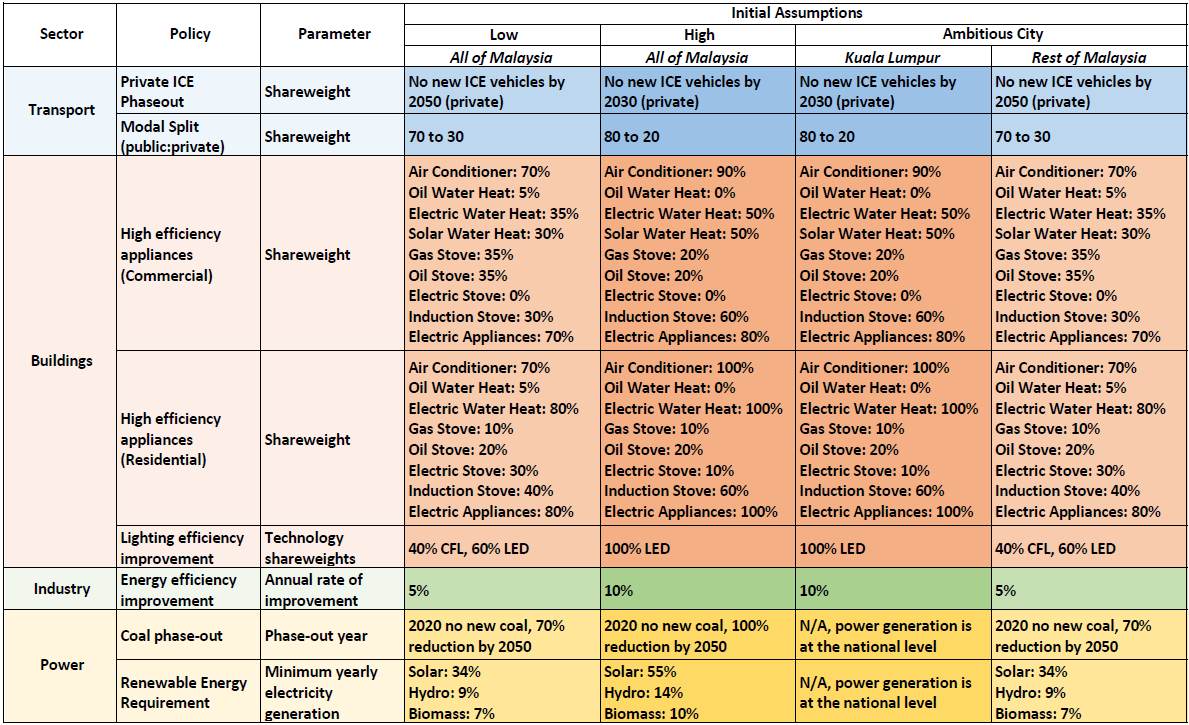 Sector
Policy
Parameter
Initial Assumptions
Low
High
Ambitious City
All of Malaysia
All of Malaysia
Kuala Lumpur
Rest of Malaysia
Transport
Private ICE
Phaseout
Shareweight
No new ICE vehicles by
2050 (private)
No new ICE vehicles by
2030 (private)
No new ICE vehicles by
2030 (private)
No new ICE vehicles by
2050 (private)
Modal Split
(public:private)
Shareweight
70 to 30
80 to 20
80 to 20
70 to 30
Buildings
High efficiency
appliances
(Commercial)
Shareweight
Air Conditioner: 70%
Oil Water Heat: 5%
Electric Water Heat: 35%
Solar Water Heat: 30%
Gas Stove: 35%
Oil Stove: 35%
Electric Stove: 0%
Induction Stove: 30%
Electric Appliances: 70%
Air Conditioner: 90%
Oil Water Heat: 0%
Electric Water Heat: 50%
Solar Water Heat: 50%
Gas Stove: 20%
Oil Stove: 20%
Electric Stove: 0%
Induction Stove: 60%
Electric Appliances: 80%
Air Conditioner: 90%
Oil Water Heat: 0%
Electric Water Heat: 50%
Solar Water Heat: 50%
Gas Stove: 20%
Oil Stove: 20%
Electric Stove: 0%
Induction Stove: 60%
Electric Appliances: 80%
Air Conditioner: 70%
Oil Water Heat: 5%
Electric Water Heat: 35%
Solar Water Heat: 30%
Gas Stove: 35%
Oil Stove: 35%
Electric Stove: 0%
Induction Stove: 30%
Electric Appliances: 70%
High efficiency
appliances
(Residential)
Shareweight
Air Conditioner: 70%
Oil Water Heat: 5%
Electric Water Heat: 80%
Gas Stove: 10%
Oil Stove: 20%
Electric Stove: 30%
Induction Stove: 40%
Electric Appliances: 80%
Air Conditioner: 100%
Oil Water Heat: 0%
Electric Water Heat: 100%
Gas Stove: 10%
Oil Stove: 20%
Electric Stove: 10%
Induction Stove: 60%
Electric Appliances: 100%
Air Conditioner: 100%
Oil Water Heat: 0%
Electric Water Heat: 100%
Gas Stove: 10%
Oil Stove: 20%
Electric Stove: 10%
Induction Stove: 60%
Electric Appliances: 100%
Air Conditioner: 70%
Oil Water Heat: 5%
Electric Water Heat: 80%
Gas Stove: 10%
Oil Stove: 20%
Electric Stove: 30%
Induction Stove: 40%
Electric Appliances: 80%
Lighting efficiency
improvement
Technology
shareweights
40% CFL, 60% LED
100% LED
100% LED
40% CFL, 60% LED
Industry
Energy efficiency
improvement
Annual rate of
improvement
5%
10%
10%
5%
Power
Coal phase-out
Phase-out year
2020 no new coal, 70%
reduction by 2050
2020 no new coal, 100%
reduction by 2050
N/A, power generation is
at the national level
2020 no new coal, 70%
reduction by 2050
Renewable Energy
Requirement
Minimum yearly
electricity
generation
Solar: 34%
Hydro: 9%
Biomass: 7%
Solar: 55%
Hydro: 14%
Biomass: 10%
N/A, power generation is
at the national level
Solar: 34%
Hydro: 9%
Biomass: 7%